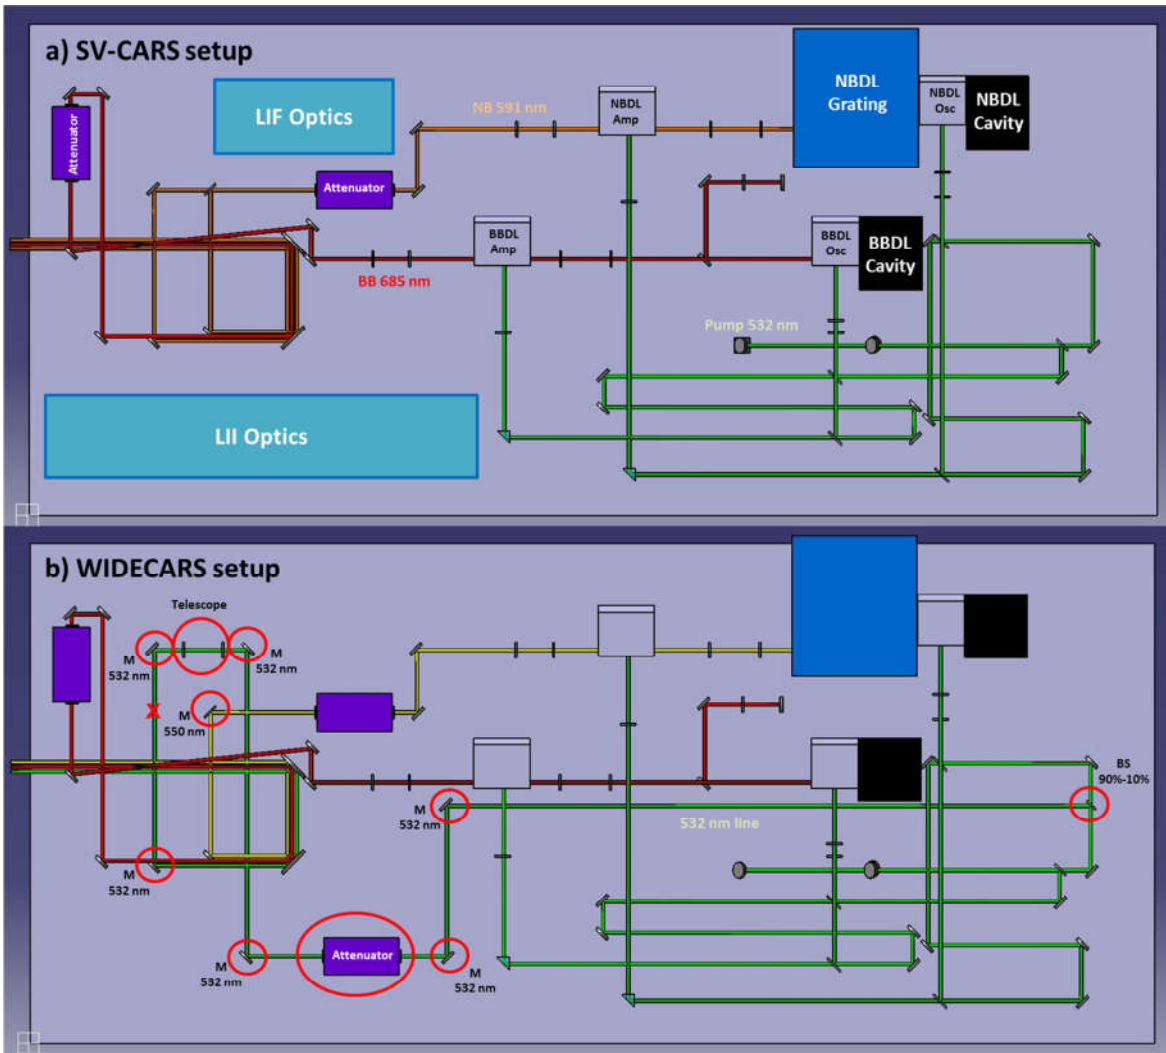 a) SV-CARS setup
LIF Optics
Attenuator
NB 591 nm
NBDL
Amp
NBDL
Grating
NBDL
Osc
NBDL
Cavity
Attenuator
BBDL
Amp
BB 685 nm
BBDL
Osc
BBDL
Cavity
Pump 532 nm
LII Optics
b) WIDECARS setup
Telescope
M
532 nm
M
532 nm
M
550 nm
M
532 nm
BS
90%-10%
532 nm line
M
532 nm
Attenuator
M
532 nm
M
532 nm